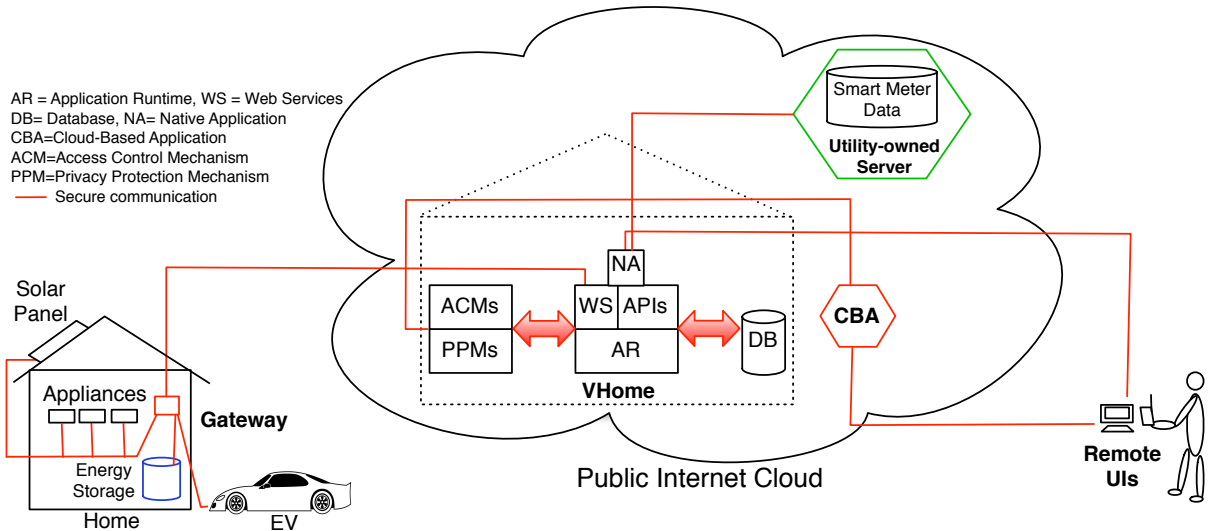 AR = Application Runtime, WS = Web Services
DB= Database, NA= Native Application
CBA=Cloud-Based Application
ACM=Access Control Mechanism
PPM=Privacy Protection Mechanism
Secure communication
Smart Meter
Data
Utility-owned
Server
NA
WS
APIs
ACMs
PPMs
AR
DB
VHome
CBA
Solar
Panel
Appliances
Gateway
Energy
Storage
Home
EV
Public Internet Cloud
Remote
UIs